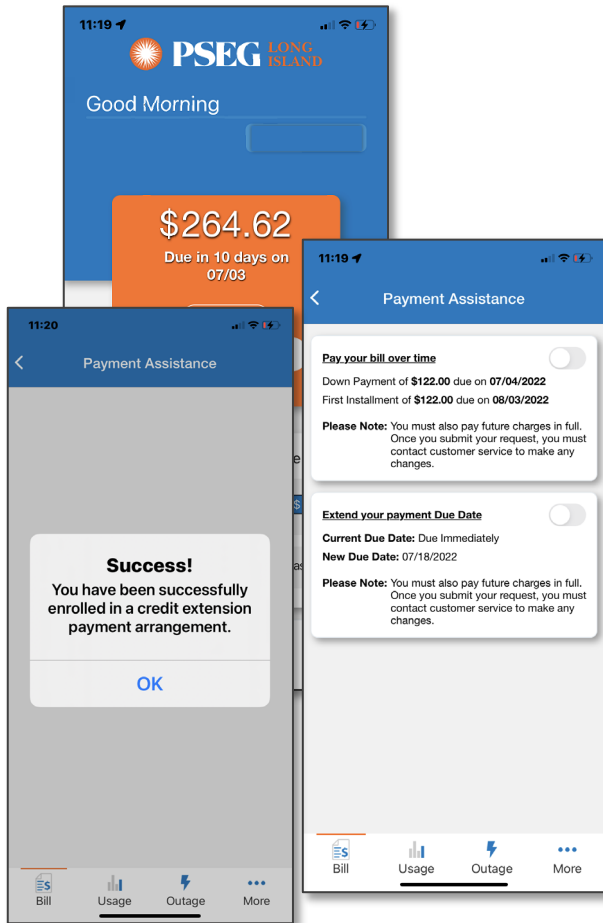 11:19
PSEG LONG ISLAND
Good Morning
$264.62
Due in 10 days on
07/03
11:19
Payment Assistance
Pay your bill over time
Down Payment of $122.00 due on 07/04/2022
First Installment of $122.00 due on 08/03/2022
Please Note: You must also pay future charges in full.
Once you submit your request, you must
contact customer service to make any
changes.
Extend your payment Due Date
Current Due Date: Due Immediately
New Due Date: 07/18/2022
Please Note: You must also pay future charges in full.
Once you submit your request, you must
contact customer service to make any
changes.
Bill Usage Outage More
11:20
Payment Assistance
Success!
You have been successfully
enrolled in a credit extension
payment arrangement.
OK
Bill Usage Outage More